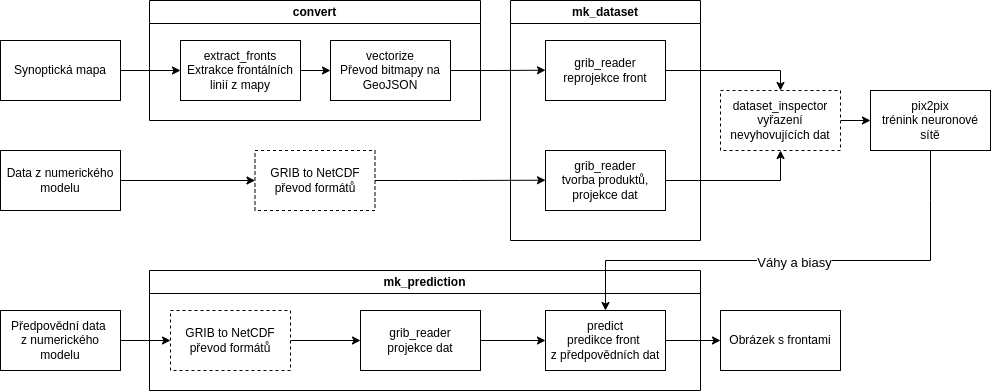 convert
mk_dataset
Synoptická mapa
extract_fronts
Extrakce frontálních
linií z mapy
vectorize
Převod bitmapy na
GeoJSON
grib_reader
reprojekce front
dataset_inspector
vyřazení
nevyhovujících dat
pix2pix
trénink neuronové
sítě
Data z numerického
modelu
GRIB to NetCDF
převod formátů
grib_reader
tvorba produktů,
projekce dat
Váhy a biasy
mk_prediction
Předpovědní data
z numerického
modelu
GRIB to NetCDF
převod formátů
grib_reader
projekce dat
predict
predikce front
z předpovědních dat
Obrázek s frontami